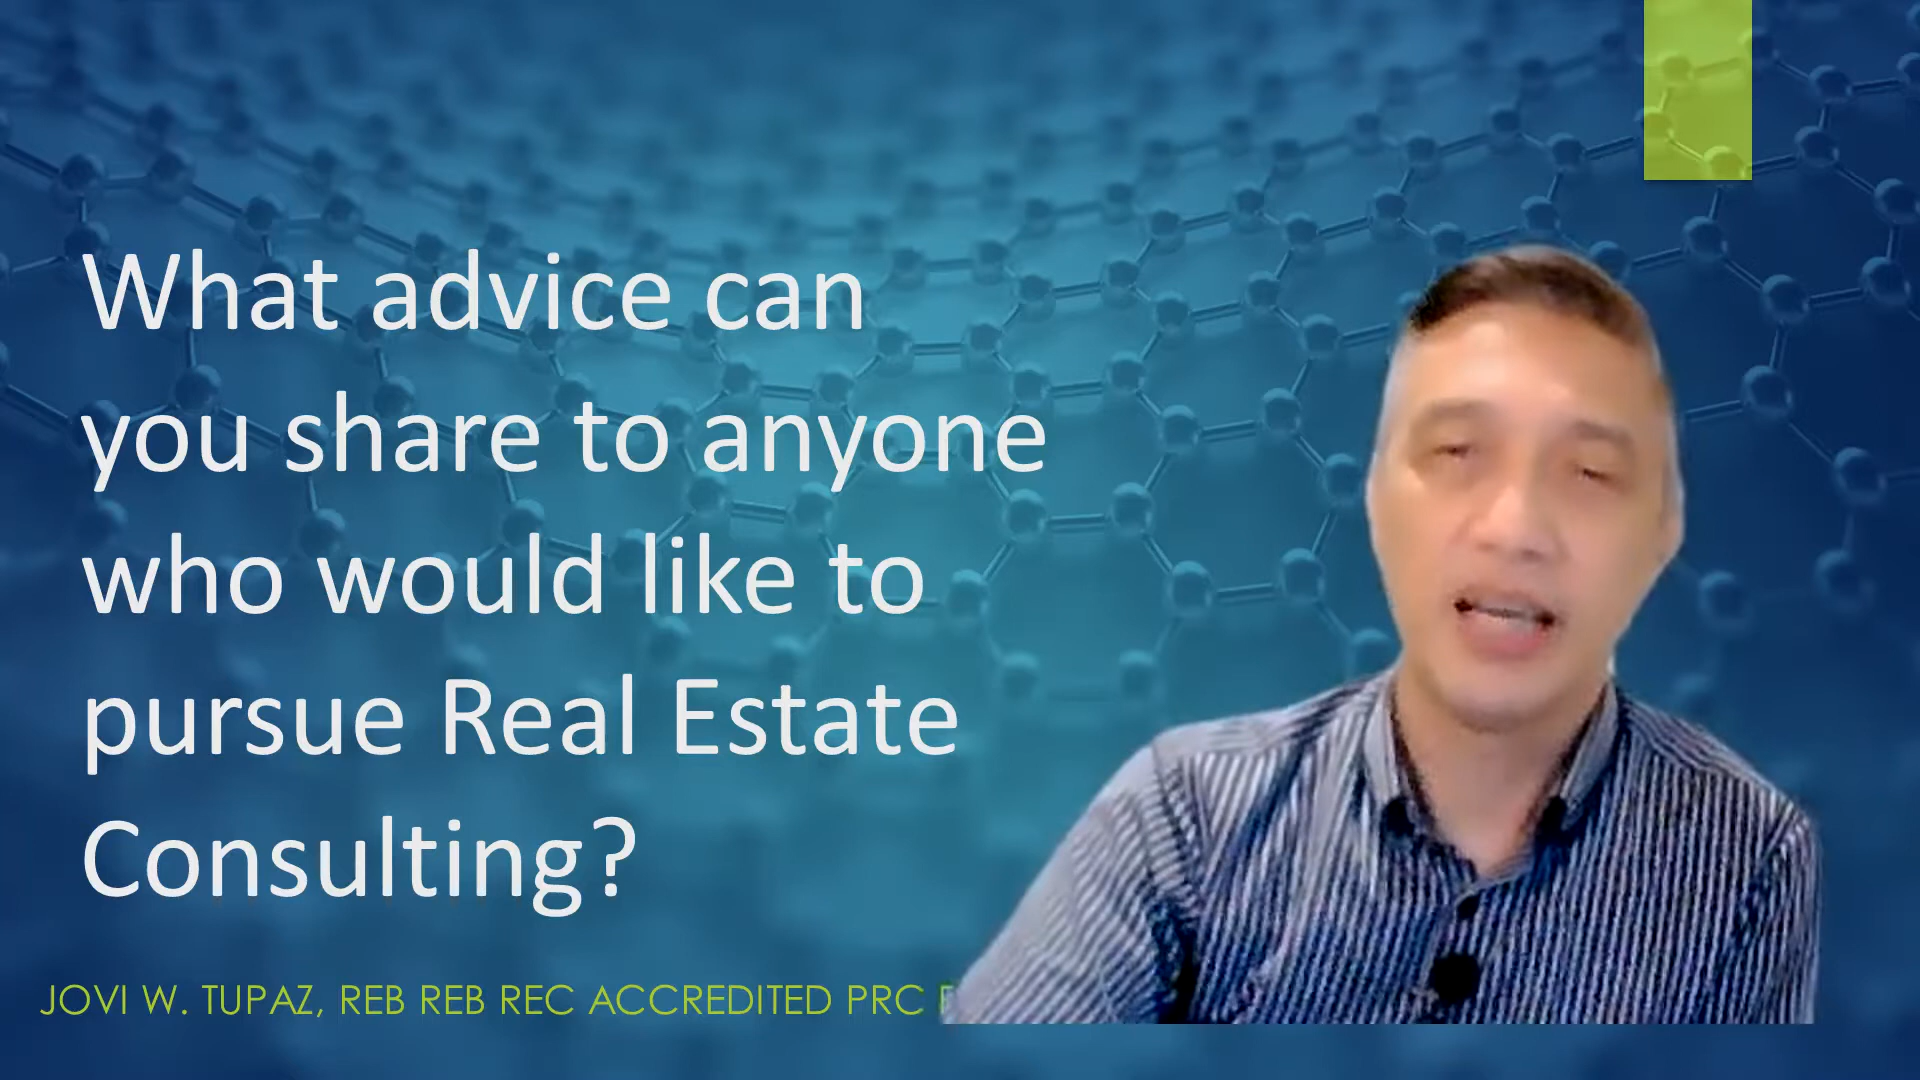 What advice can
you share to anyone
who would like to
pursue Real Estate
Consulting?
JOVI W. TUPAZ, REB REB REC ACCREDITED PRC